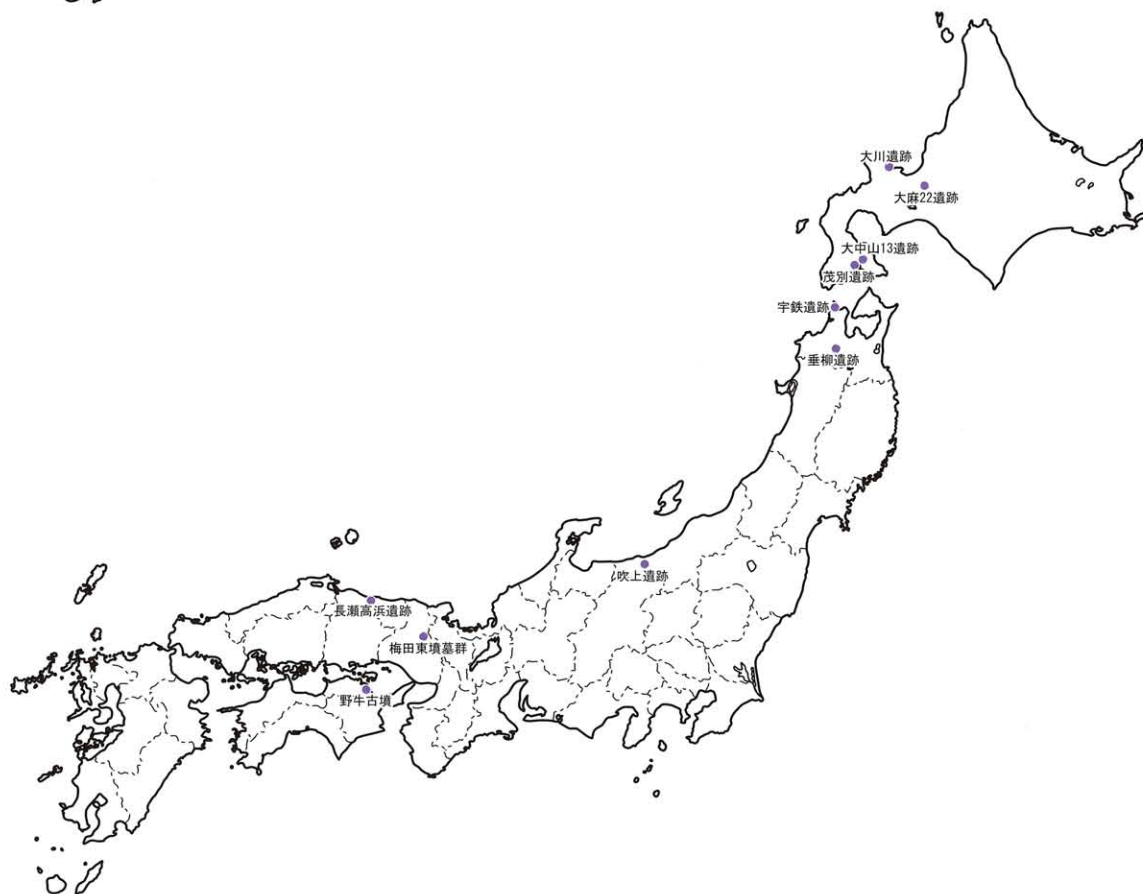 大川遺跡
大麻22遺跡
大中山13遺跡
茂別遺跡
宇鉄遺跡
垂柳遺跡
吹上遺跡
長瀬高浜遺跡
梅田東墳墓群
野牛古墳